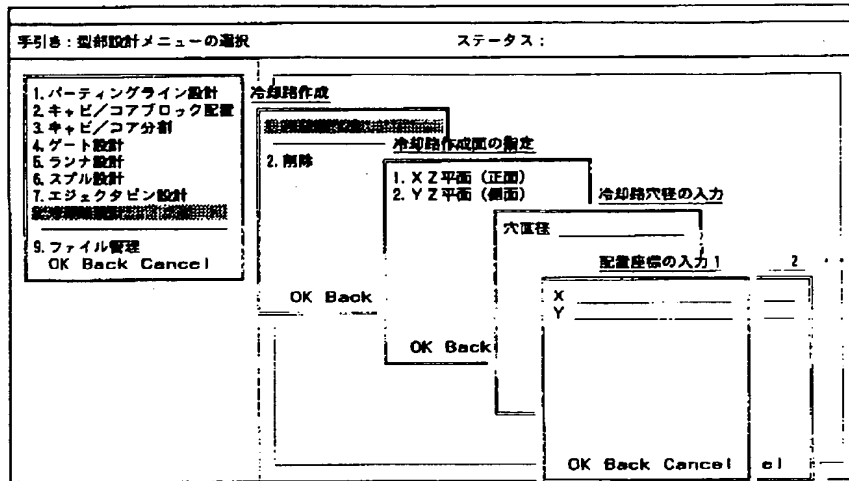 手引き：型部設計メニューの選択
ステータス：
1. パーティングライン設計
2. キャビ／コアブロック配置
3. キャビ／コア分割
4. ゲート設計
5. ランナ設計
6. スプル設計
7. エジェクタピン設計
9. ファイル管理
OK Back Cancel
冷却路作成
2. 削除
OK Back
冷却路作成面の指定
1. ＸＺ平面（正面）
2. ＹＺ平面（側面）
OK Back
冷却路穴径の入力
穴直径
配置座標の入力1
2 ・・
X
Y
OK Back Cancel
el